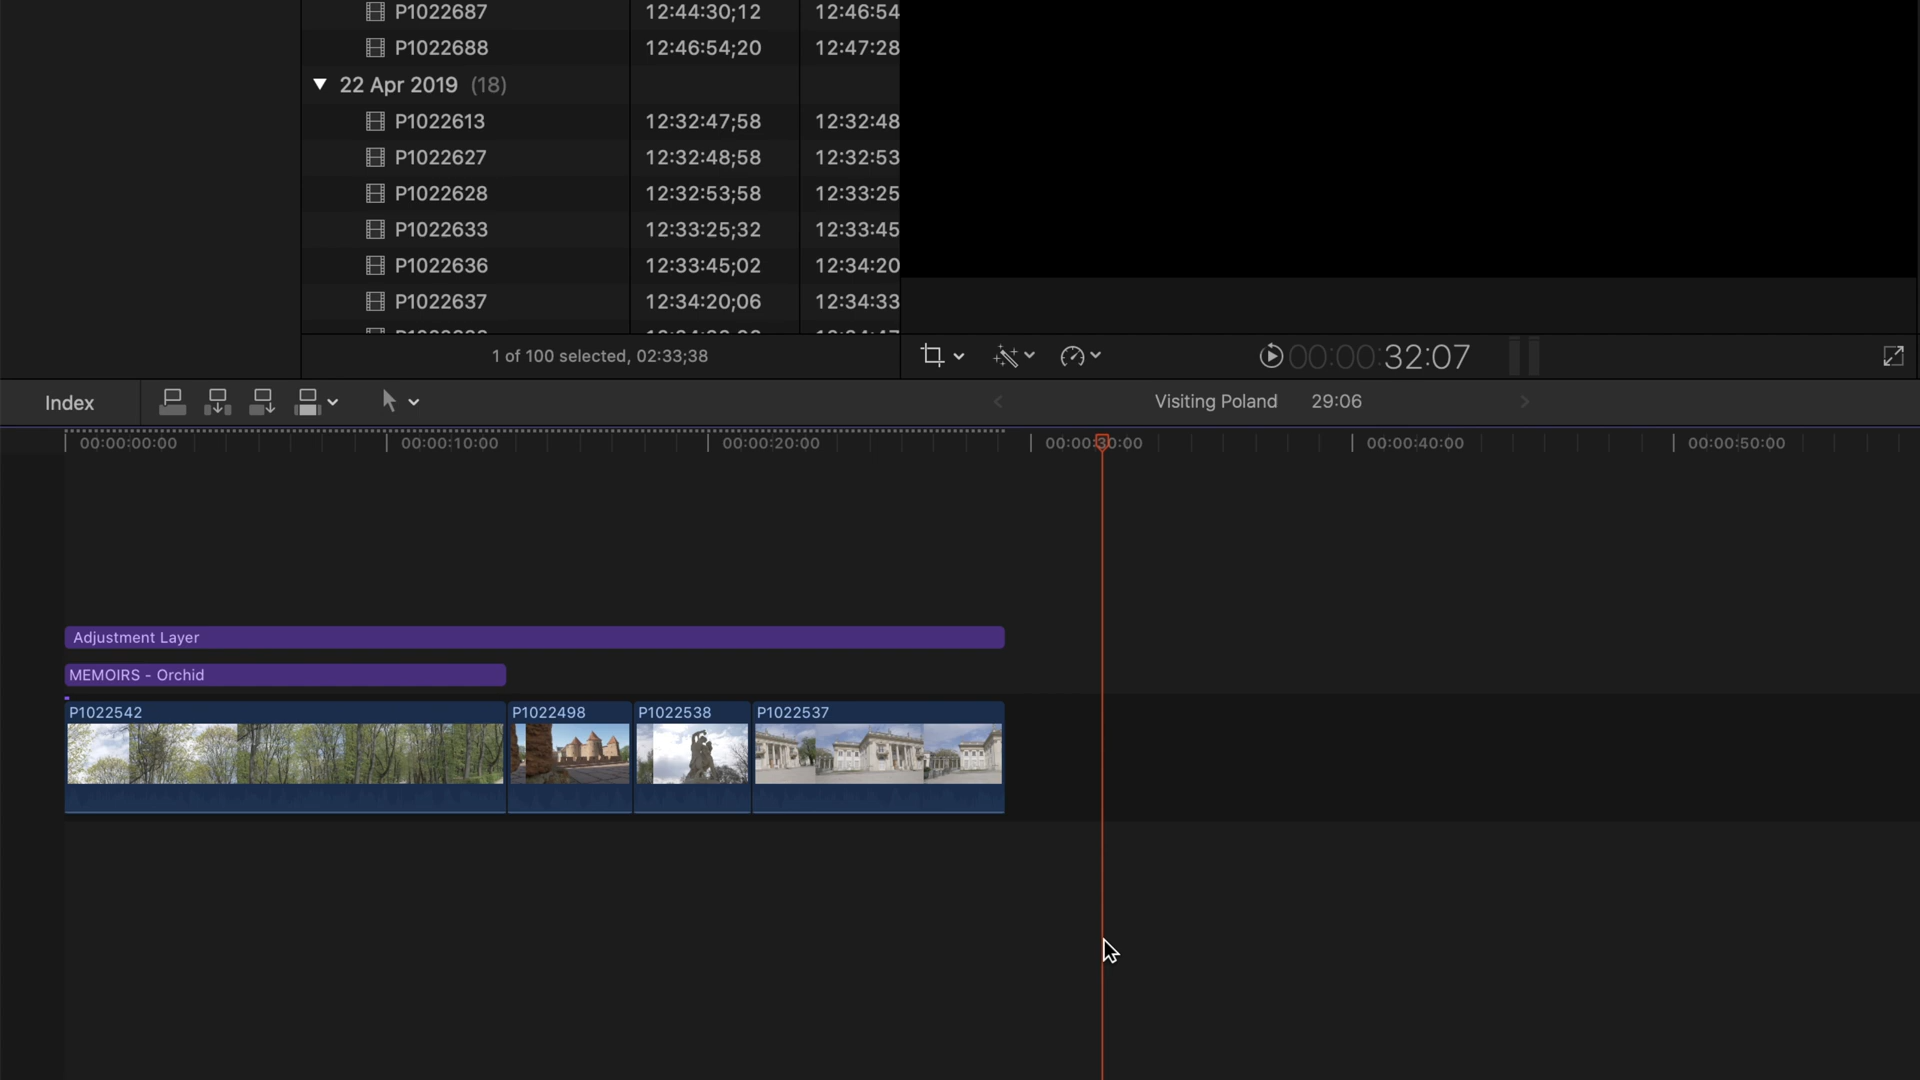 P1022687 12:44:30;12 12:46:54
P1022688 12:46:54;20 12:47:28
22 Apr 2019 (18)
P1022613 12:32:47;58 12:32:48
P1022627 12:32:48;58 12:32:53
P1022628 12:32:53;58 12:33:25
P1022633 12:33:25;32 12:33:45
P1022636 12:33:45;02 12:34:20
P1022637 12:34:20;06 12:34:33
1 of 100 selected, 02:33;38
00:00:32:07
Index
Visiting Poland 29:06
00:00:00:00 00:00:10:00 00:00:20:00 00:00:30:00 00:00:40:00 00:00:50:00
Adjustment Layer
MEMOIRS - Orchid
P1022542 P1022498 P1022538 P1022537